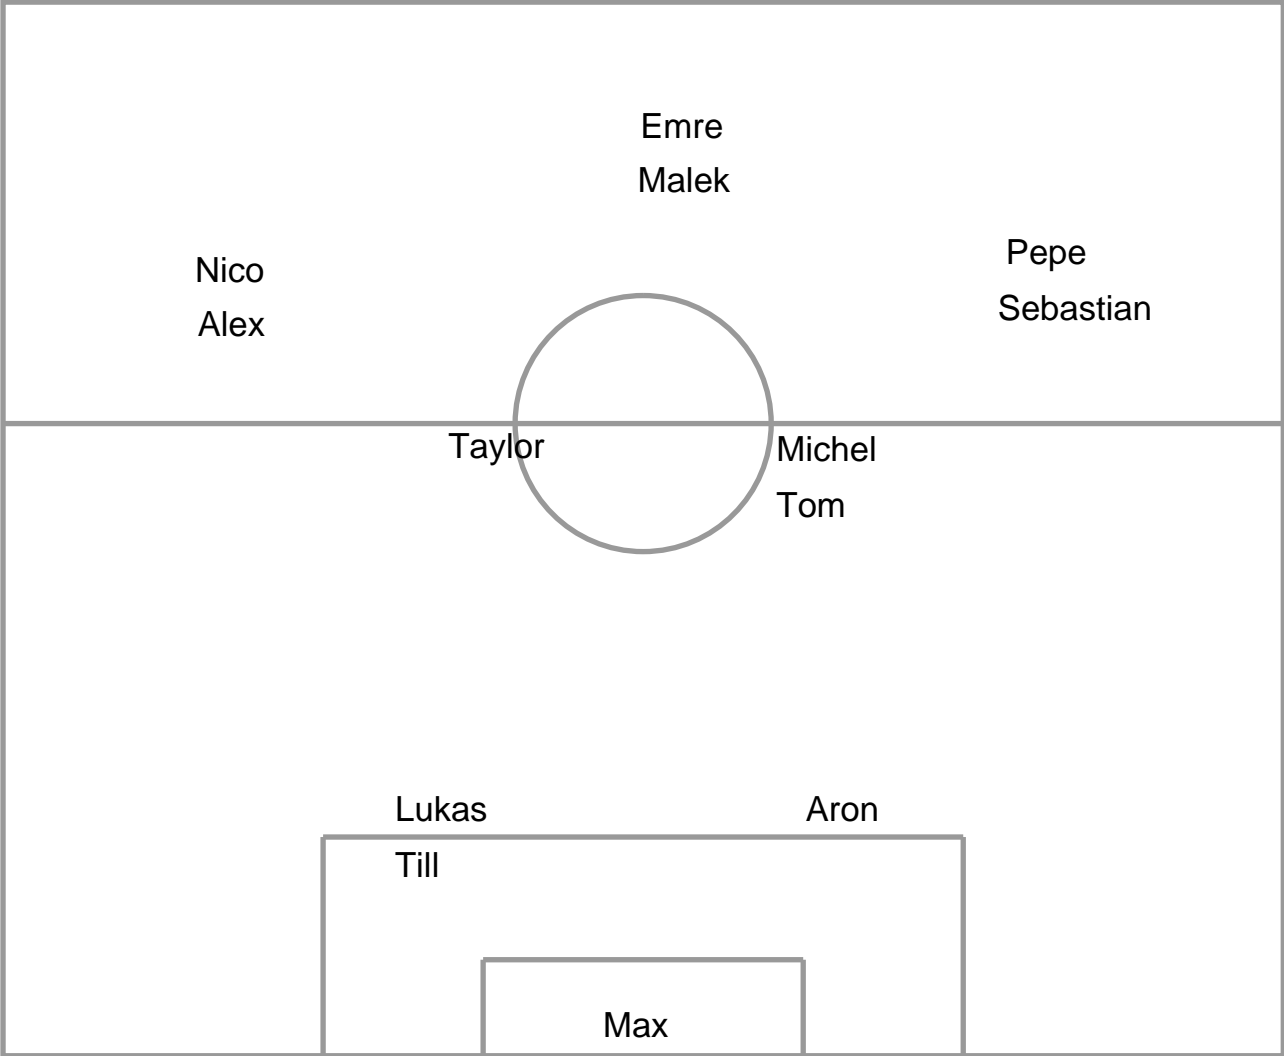 Emre
Malek
Nico
Alex
Pepe
Sebastian
Taylor
Michel
Tom
Lukas
Till
Aron
Max